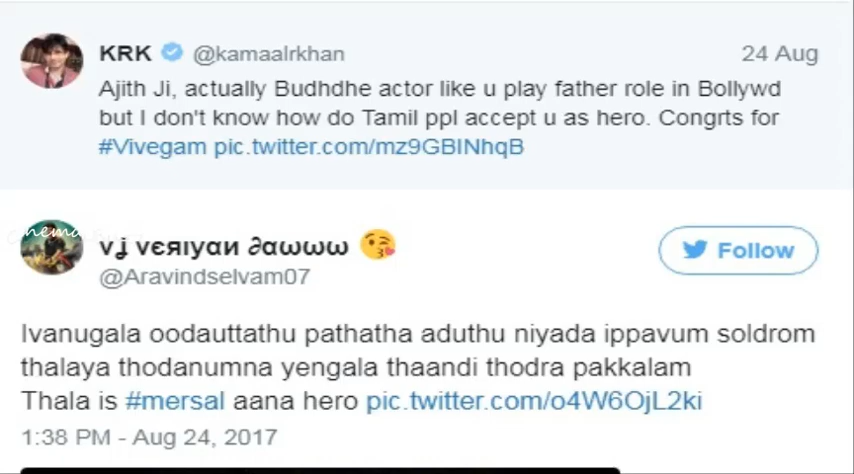 KRK @kamaalrkhan 24 Aug
Ajith Ji, actually Budhdhe actor like u play father role in Bollywd
but I don't know how do Tamil ppl accept u as hero. Congrts for
#Vivegam pic.twitter.com/mz9GBINhqB
vʝ vєяιуαи ∂αωωω 😘
@Aravindselvam07
Follow
Ivanugala oodauttathu pathatha aduthu niyada ippavum soldrom
thalaya thodanumna yengala thaandi thodra pakkalam
Thala is #mersal aana hero pic.twitter.com/o4W6OjL2ki
1:38 PM - Aug 24, 2017